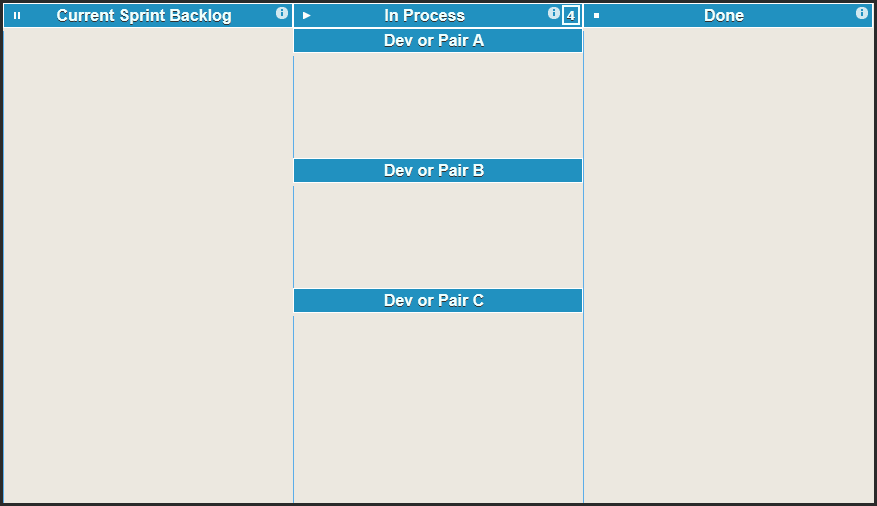 Current Sprint Backlog
In Process
4
Done
Dev or Pair A
Dev or Pair B
Dev or Pair C